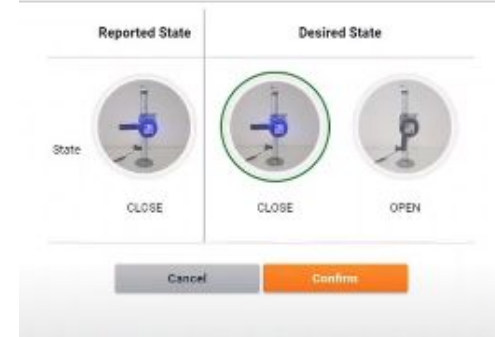 Reported State
Desired State
State
CLOSE
CLOSE
OPEN
Cancel
Confirm